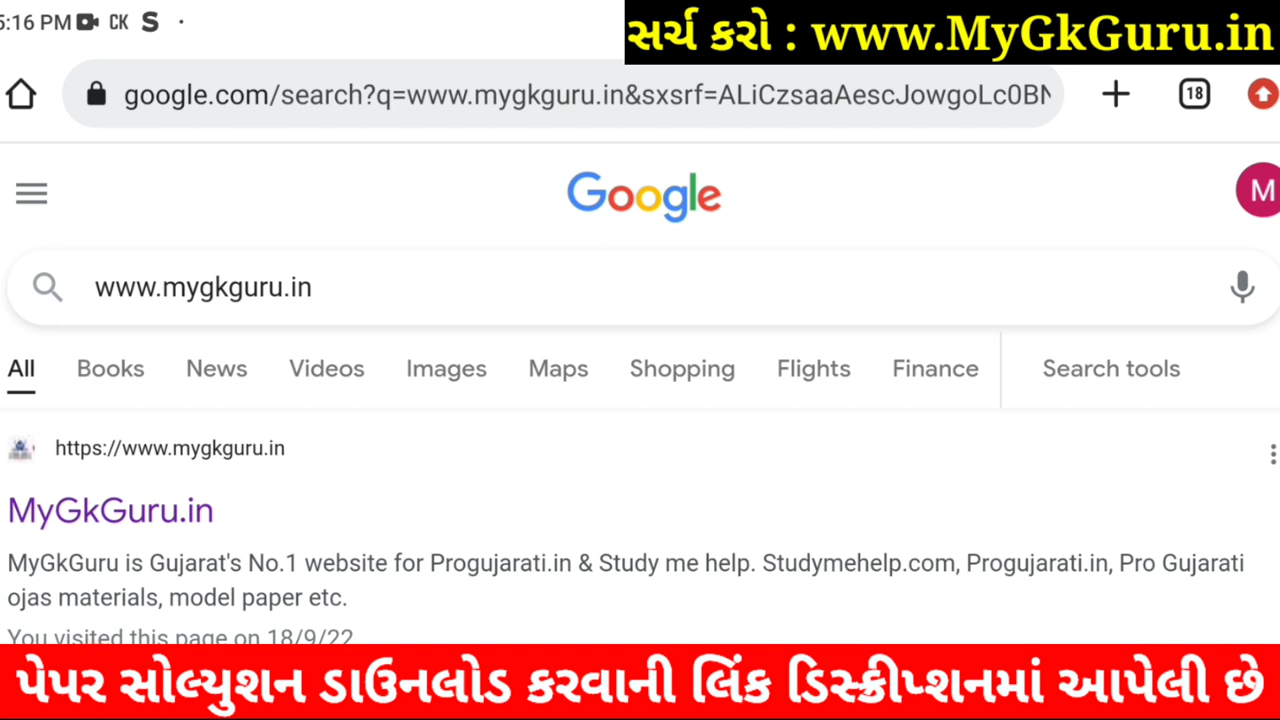 5:16 PM CK S
સર્ચ કરો : www.MyGkGuru.in
google.com/search?q=www.mygkguru.in&sxsrf=ALiCzsaaAescJowgoLc0BN
18
Google
M
www.mygkguru.in
All Books News Videos Images Maps Shopping Flights Finance Search tools
https://www.mygkguru.in
MyGkGuru.in
MyGkGuru is Gujarat's No.1 website for Progujarati.in & Study me help. Studymehelp.com, Progujarati.in, Pro Gujarati
ojas materials, model paper etc.
You visited this page on 18/9/22
પેપર સોલ્યુશન ડાઉનલોડ કરવાની લિંક ડિસ્ક્રીપ્શનમાં આપેલી છે